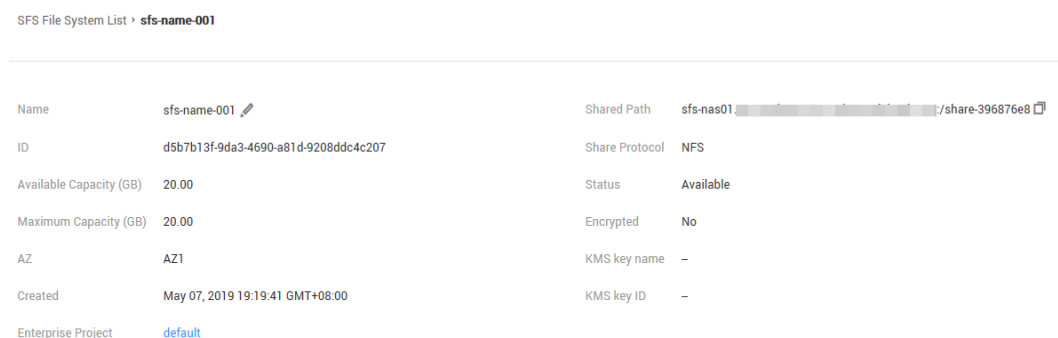 SFS File System List › sfs-name-001
Name sfs-name-001
ID d5b7b13f-9da3-4690-a81d-9208ddc4c207
Available Capacity (GB) 20.00
Maximum Capacity (GB) 20.00
AZ AZ1
Created May 07, 2019 19:19:41 GMT+08:00
Enterprise Project default
Shared Path sfs-nas01. :/share-396876e8
Share Protocol NFS
Status Available
Encrypted No
KMS key name --
KMS key ID --